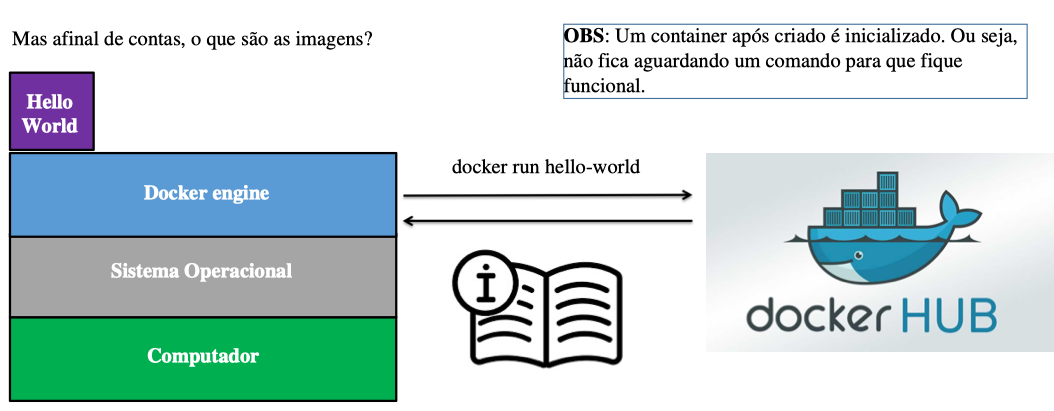 Mas afinal de contas, o que são as imagens?
OBS: Um container após criado é inicializado. Ou seja,
não fica aguardando um comando para que fique
funcional.
Hello
World
docker run hello-world
Docker engine
Sistema Operacional
Computador
i
docker HUB